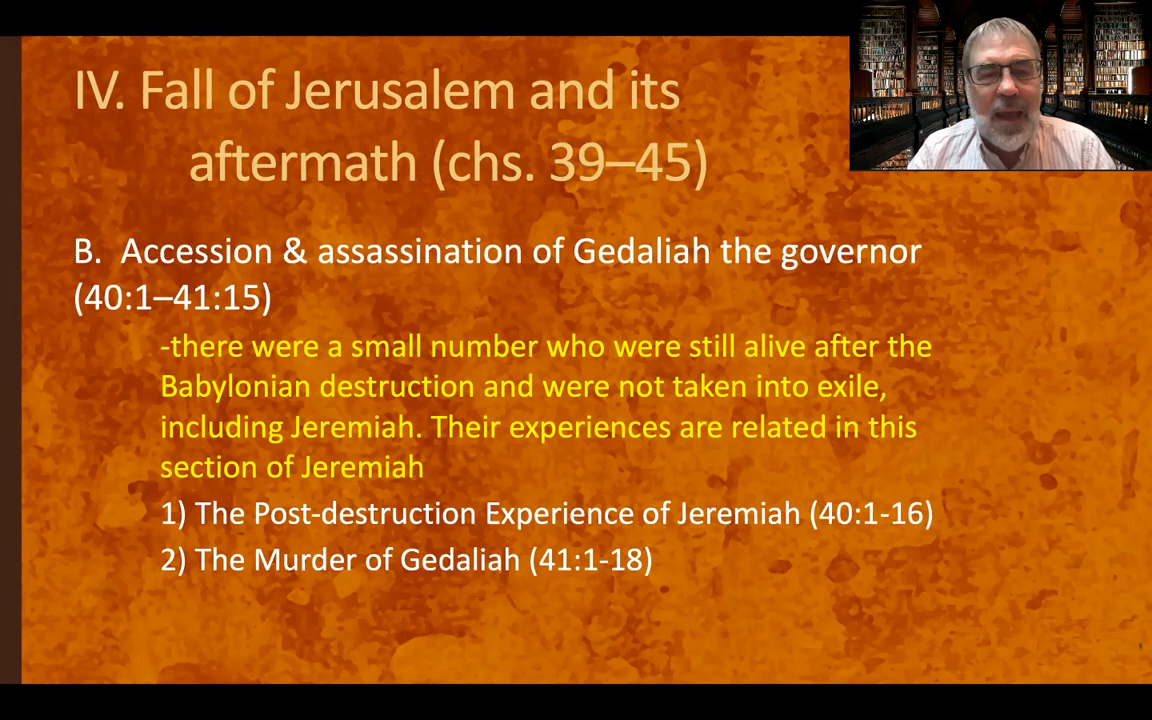 IV. Fall of Jerusalem and its
aftermath (chs. 39–45)
B. Accession & assassination of Gedaliah the governor
(40:1–41:15)
-there were a small number who were still alive after the
Babylonian destruction and were not taken into exile,
including Jeremiah. Their experiences are related in this
section of Jeremiah
1) The Post-destruction Experience of Jeremiah (40:1-16)
2) The Murder of Gedaliah (41:1-18)